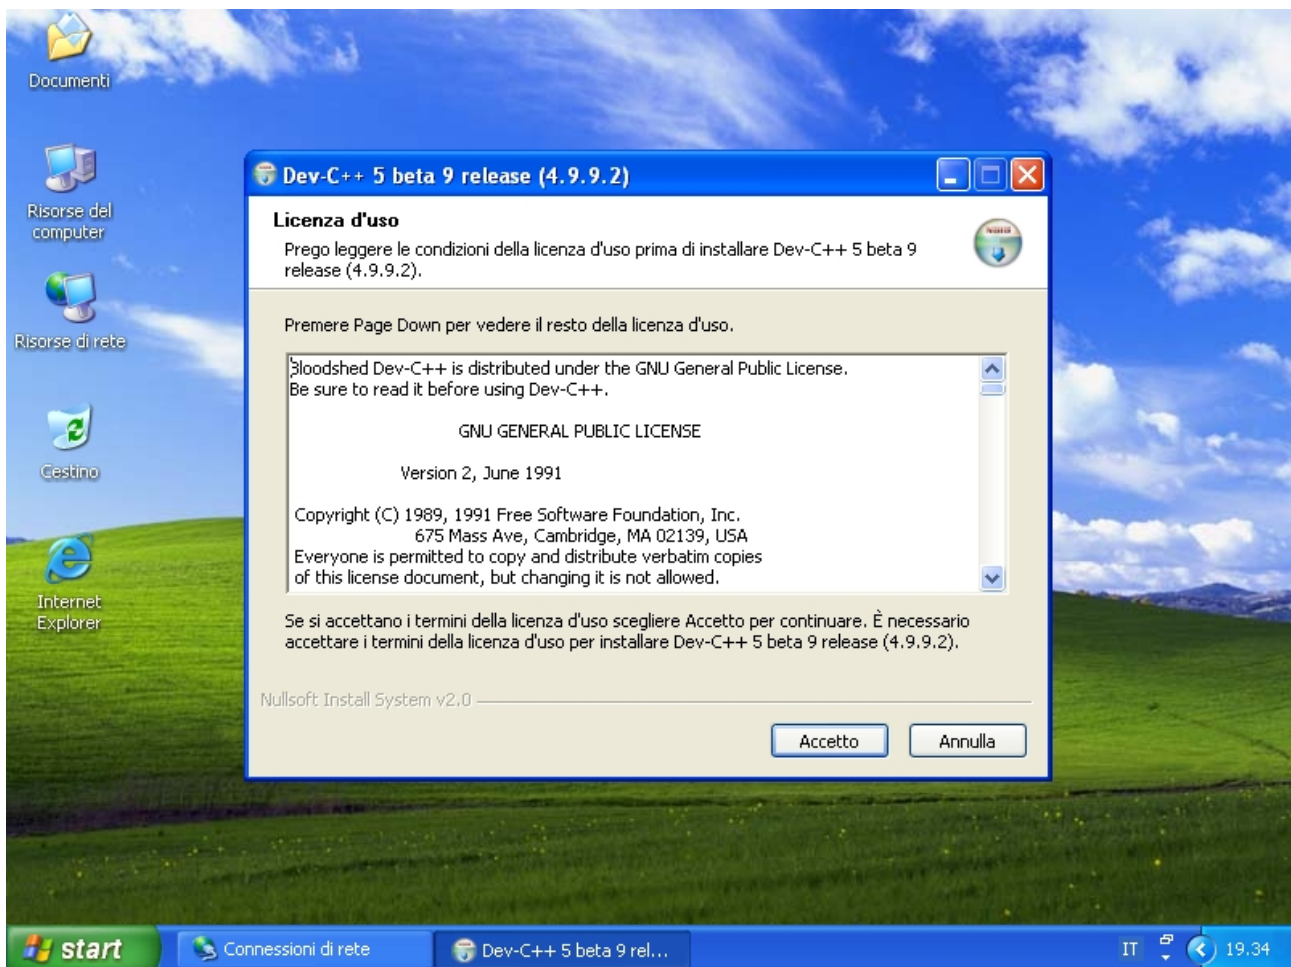 Documenti
Risorse del
computer
Risorse di rete
Cestino
Internet
Explorer
Dev-C++ 5 beta 9 release (4.9.9.2)
Licenza d'uso
Prego leggere le condizioni della licenza d'uso prima di installare Dev-C++ 5 beta 9
release (4.9.9.2).
Premere Page Down per vedere il resto della licenza d'uso.
Bloodshed Dev-C++ is distributed under the GNU General Public License.
Be sure to read it before using Dev-C++.
GNU GENERAL PUBLIC LICENSE
Version 2, June 1991
Copyright (C) 1989, 1991 Free Software Foundation, Inc.
675 Mass Ave, Cambridge, MA 02139, USA
Everyone is permitted to copy and distribute verbatim copies
of this license document, but changing it is not allowed.
Se si accettano i termini della licenza d'uso scegliere Accetto per continuare. È necessario
accettare i termini della licenza d'uso per installare Dev-C++ 5 beta 9 release (4.9.9.2).
Nullsoft Install System v2.0
Accetto
Annulla
start
Connessioni di rete
Dev-C++ 5 beta 9 rel...
IT
19.34